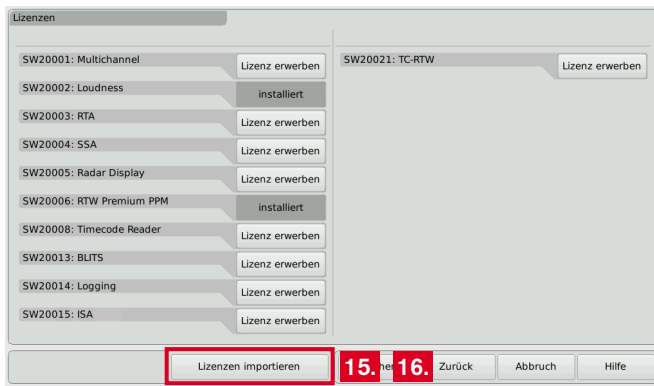 Lizenzen
SW20001: Multichannel
Lizenz erwerben
SW20002: Loudness
installiert
SW20003: RTA
Lizenz erwerben
SW20004: SSA
Lizenz erwerben
SW20005: Radar Display
Lizenz erwerben
SW20006: RTW Premium PPM
installiert
SW20008: Timecode Reader
Lizenz erwerben
SW20013: BLITS
Lizenz erwerben
SW20014: Logging
Lizenz erwerben
SW20015: ISA
Lizenz erwerben
SW20021: TC-RTW
Lizenz erwerben
Lizenzen importieren
15.
16.
Zurück
Abbruch
Hilfe